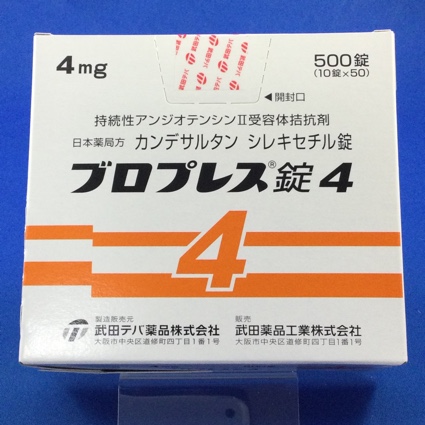 4 mg
500錠
(10錠×50)
◀開封口
持続性アンジオテンシンⅡ受容体拮抗剤
日本薬局方 カンデサルタン シレキセチル錠
ブロプレス®錠4
4
製造販売元
武田テバ薬品株式会社
大阪市中央区道修町四丁目1番1号
販売
武田薬品工業株式会社
大阪市中央区道修町四丁目1番1号